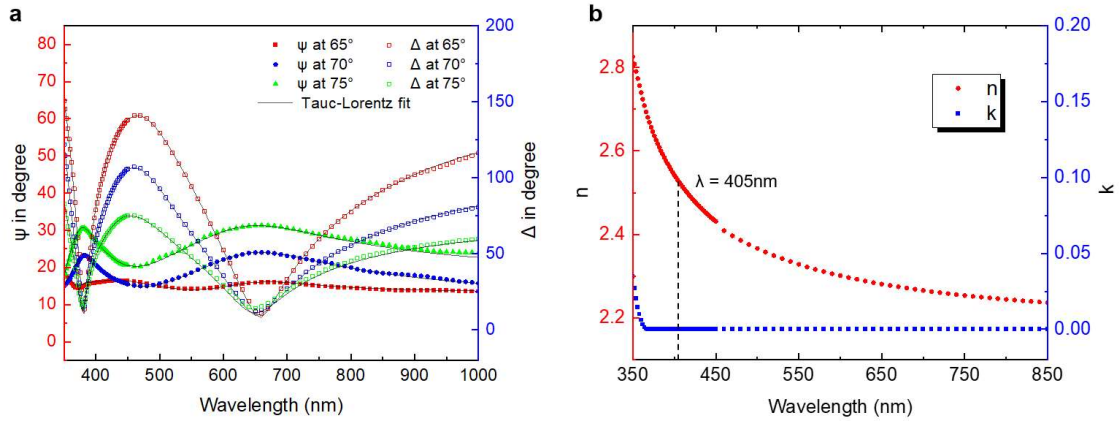 a
ψ in degree
80
70
60
50
40
30
20
10
0
ψ at 65°
ψ at 70°
ψ at 75°
Δ at 65°
Δ at 70°
Δ at 75°
Tauc-Lorentz fit
200
150
100
50
0
Δ in degree
400 500 600 700 800 900 1000
Wavelength (nm)
b
n
2.8
2.6
2.4
2.2
λ = 405nm
n
k
0.20
0.15
0.10
0.05
0.00
k
350 450 550 650 750 850
Wavelength (nm)